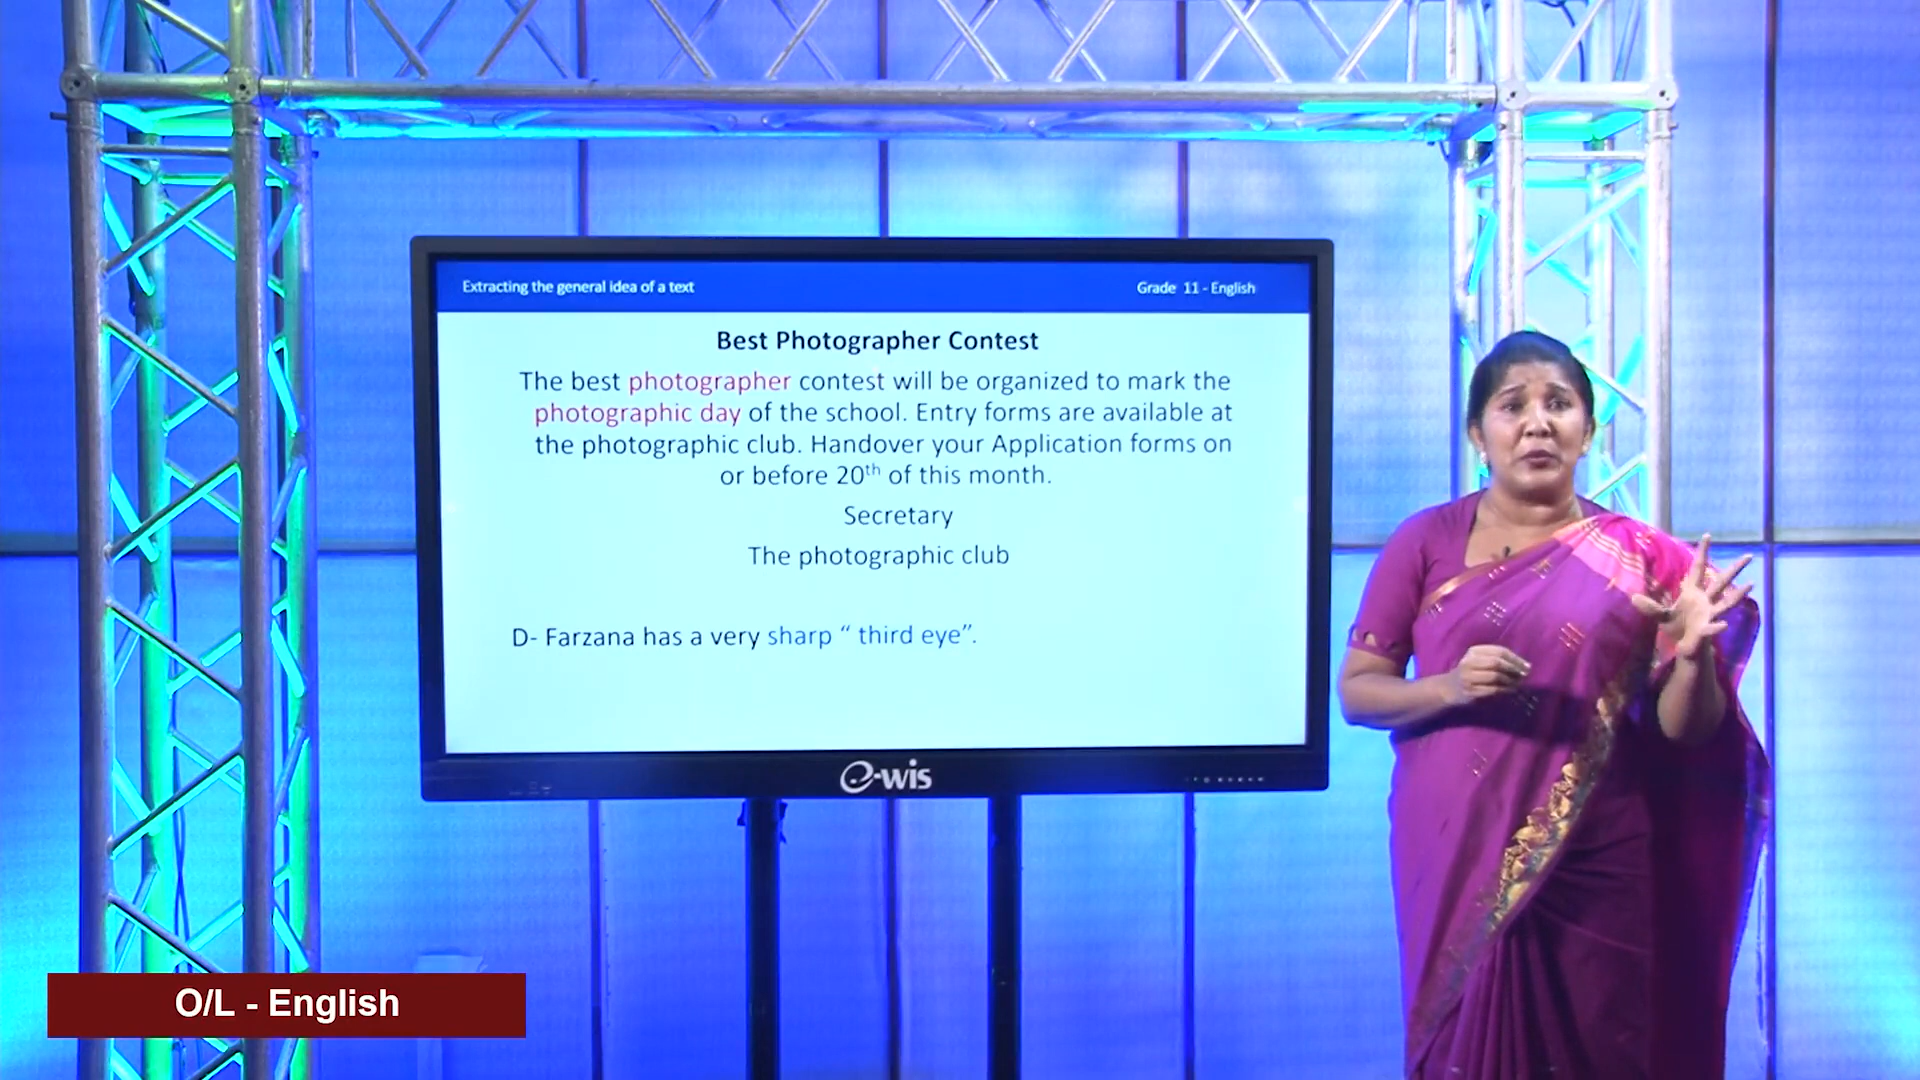 Extracting the general idea of a text
Grade 11 - English
Best Photographer Contest
The best photographer contest will be organized to mark the
photographic day of the school. Entry forms are available at
the photographic club. Handover your Application forms on
or before 20th of this month.
Secretary
The photographic club
D- Farzana has a very sharp “ third eye”.
e-wis
O/L - English